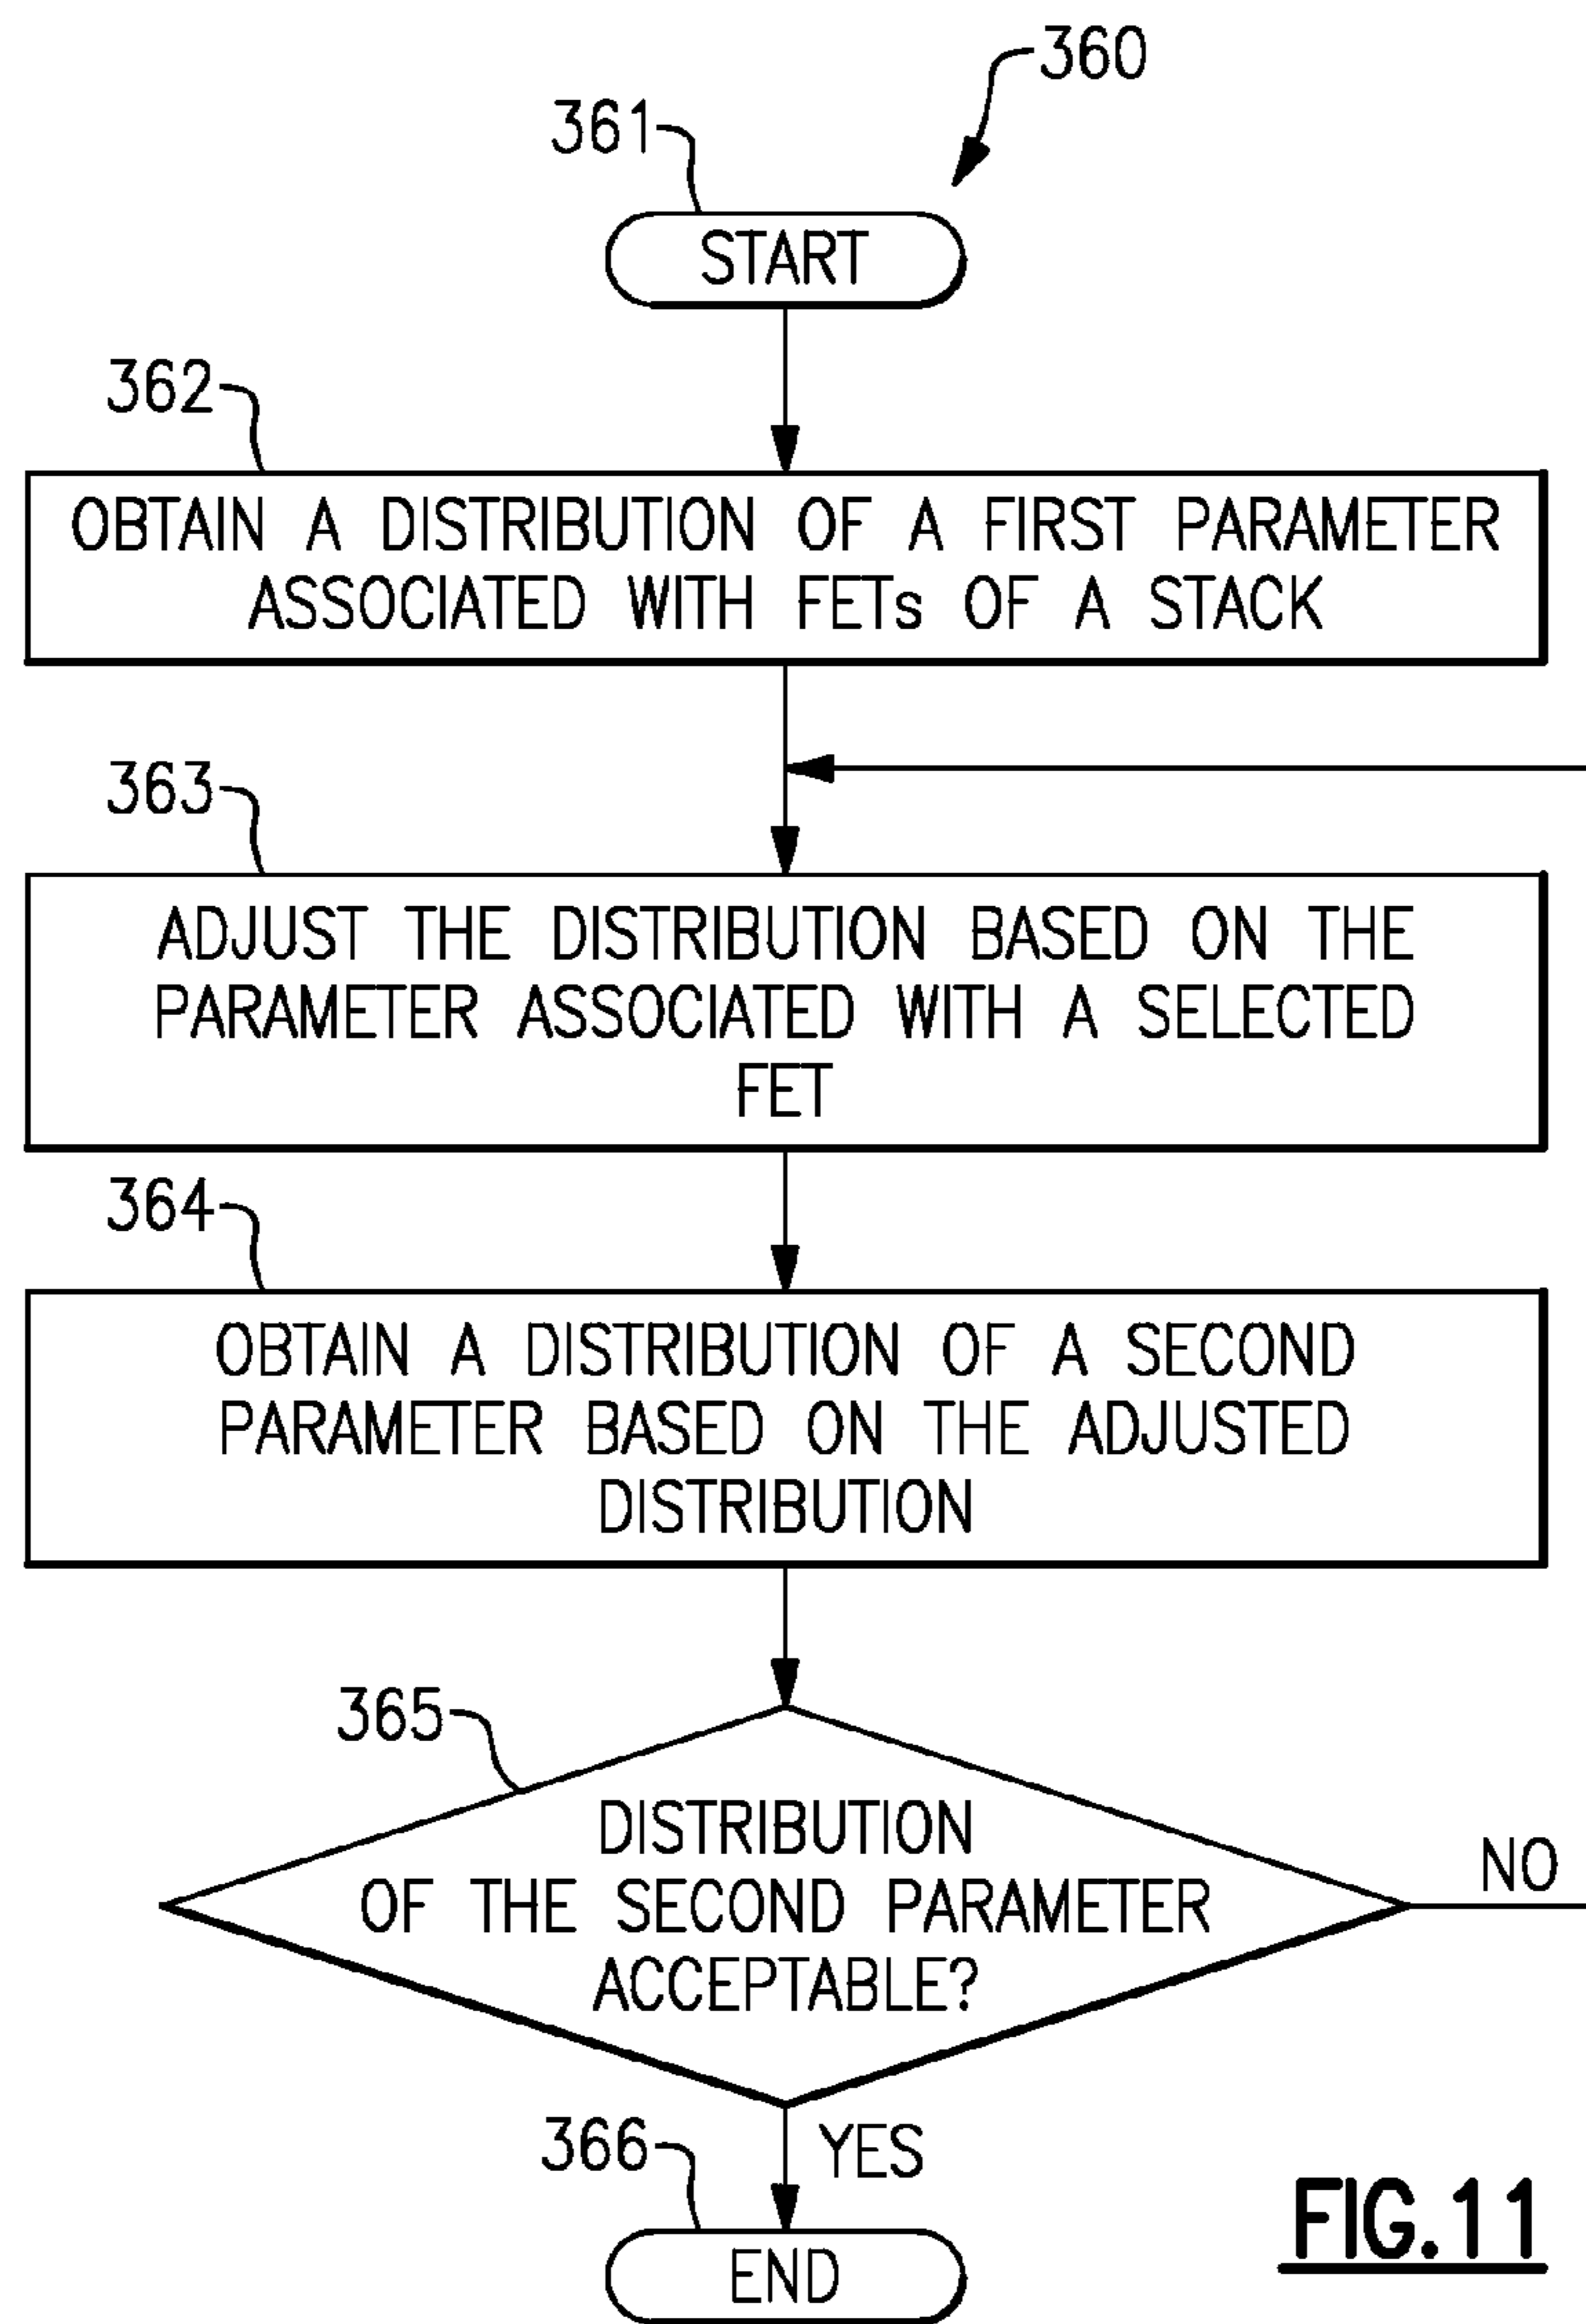 360
361
START
362
OBTAIN A DISTRIBUTION OF A FIRST PARAMETER
ASSOCIATED WITH FETs OF A STACK
363
ADJUST THE DISTRIBUTION BASED ON THE
PARAMETER ASSOCIATED WITH A SELECTED
FET
364
OBTAIN A DISTRIBUTION OF A SECOND
PARAMETER BASED ON THE ADJUSTED
DISTRIBUTION
365
DISTRIBUTION
OF THE SECOND PARAMETER
ACCEPTABLE?
NO
366
YES
END
FIG.11